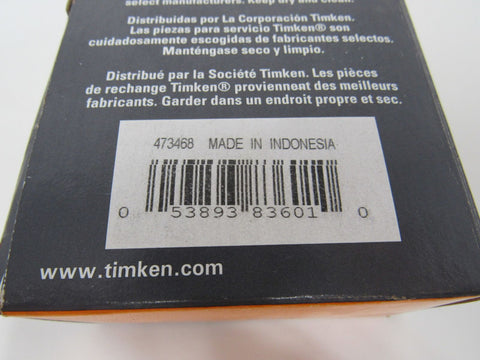 select manufacturers. Keep dry and clean.
Distribuidas por La Corporación Timken.
Las piezas para servicio Timken® son
cuidadosamente escogidas de fabricantes selectos.
Manténgase seco y limpio.
Distribué par la Société Timken. Les pièces
de rechange Timken® proviennent des meilleurs
fabricants. Garder dans un endroit propre et sec.
473468 MADE IN INDONESIA
0 53893 83601 0
www.timken.com